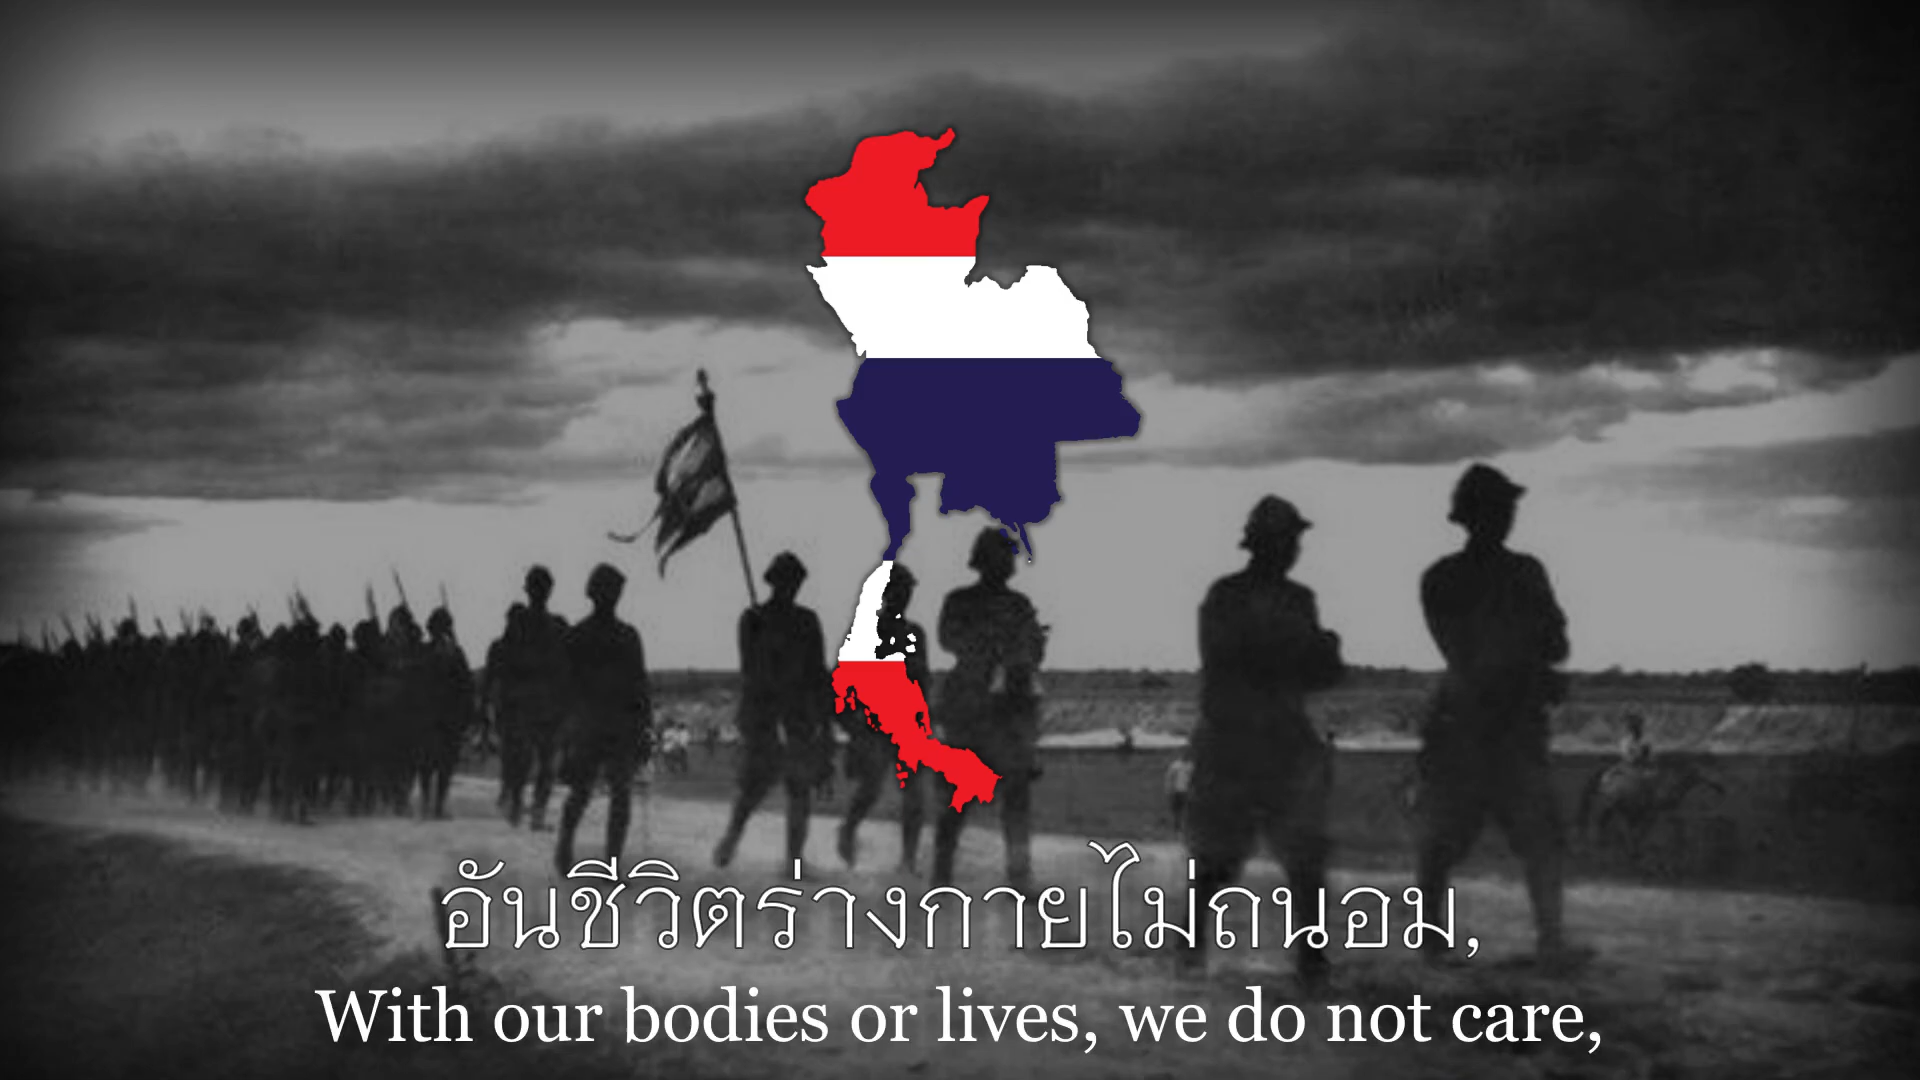 อันชีวิตร่างกายไม่ถนอม,
With our bodies or lives, we do not care,